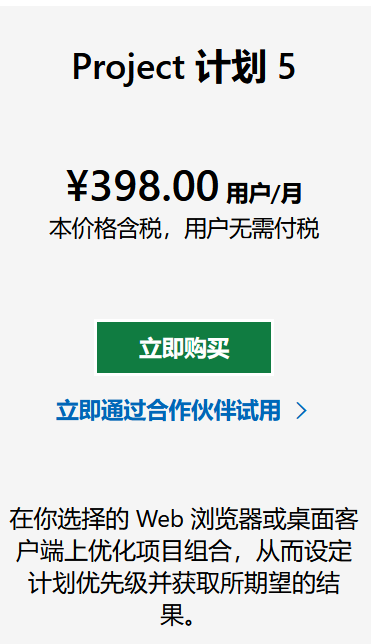 Project 计划 5
¥398.00 用户/月
本价格含税，用户无需付税
立即购买
立即通过合作伙伴试用
在你选择的 Web 浏览器或桌面客
户端上优化项目组合，从而设定
计划优先级并获取所期望的结
果。